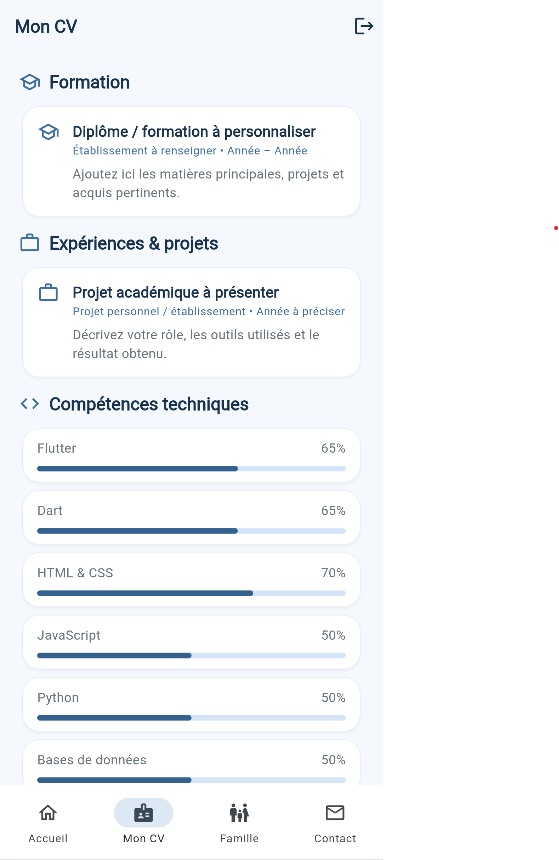 Mon CV
Formation
Diplôme / formation à personnaliser
Établissement à renseigner • Année – Année
Ajoutez ici les matières principales, projets et
acquis pertinents.
Expériences & projets
Projet académique à présenter
Projet personnel / établissement • Année à préciser
Décrivez votre rôle, les outils utilisés et le
résultat obtenu.
Compétences techniques
Flutter 65%
Dart 65%
HTML & CSS 70%
JavaScript 50%
Python 50%
Bases de données 50%
Accueil Mon CV Famille Contact